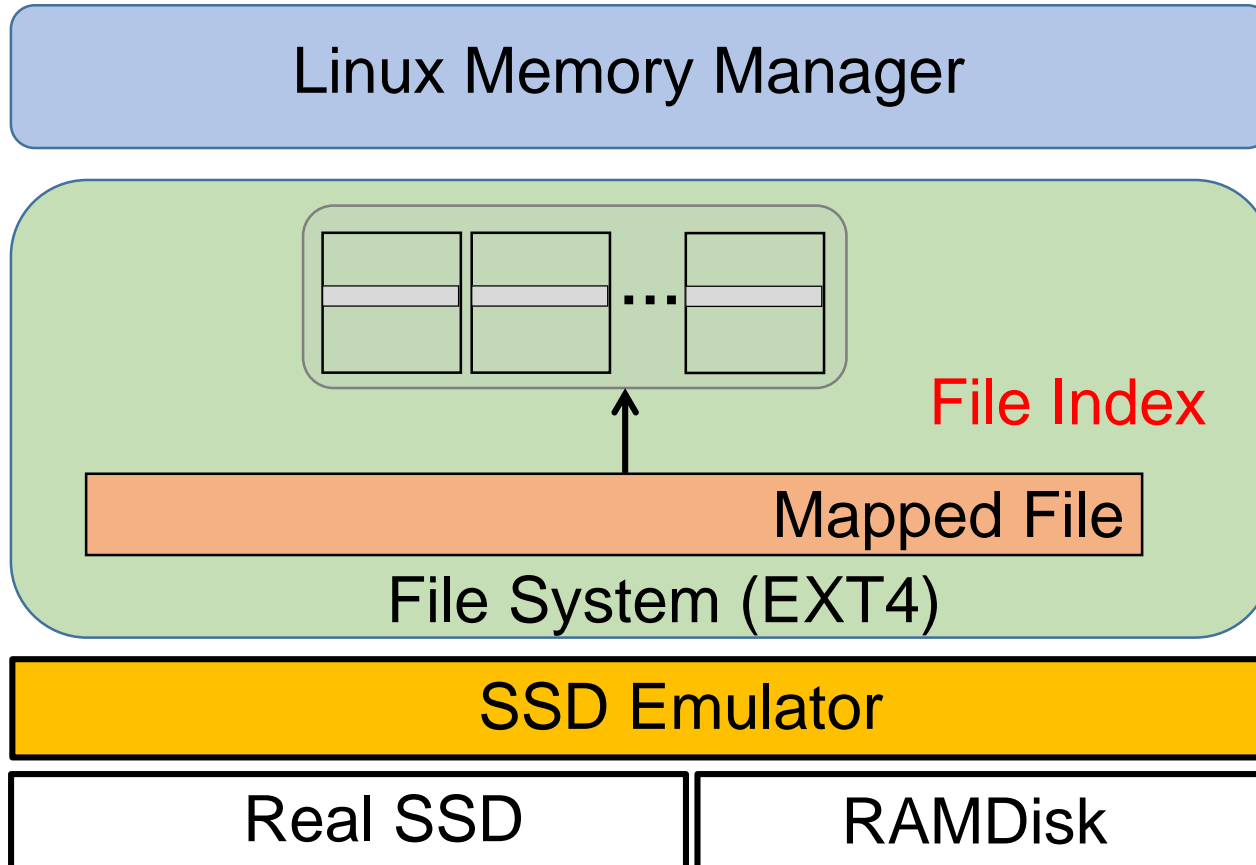 Linux Memory Manager
...
File Index
Mapped File
File System (EXT4)
SSD Emulator
Real SSD
RAMDisk